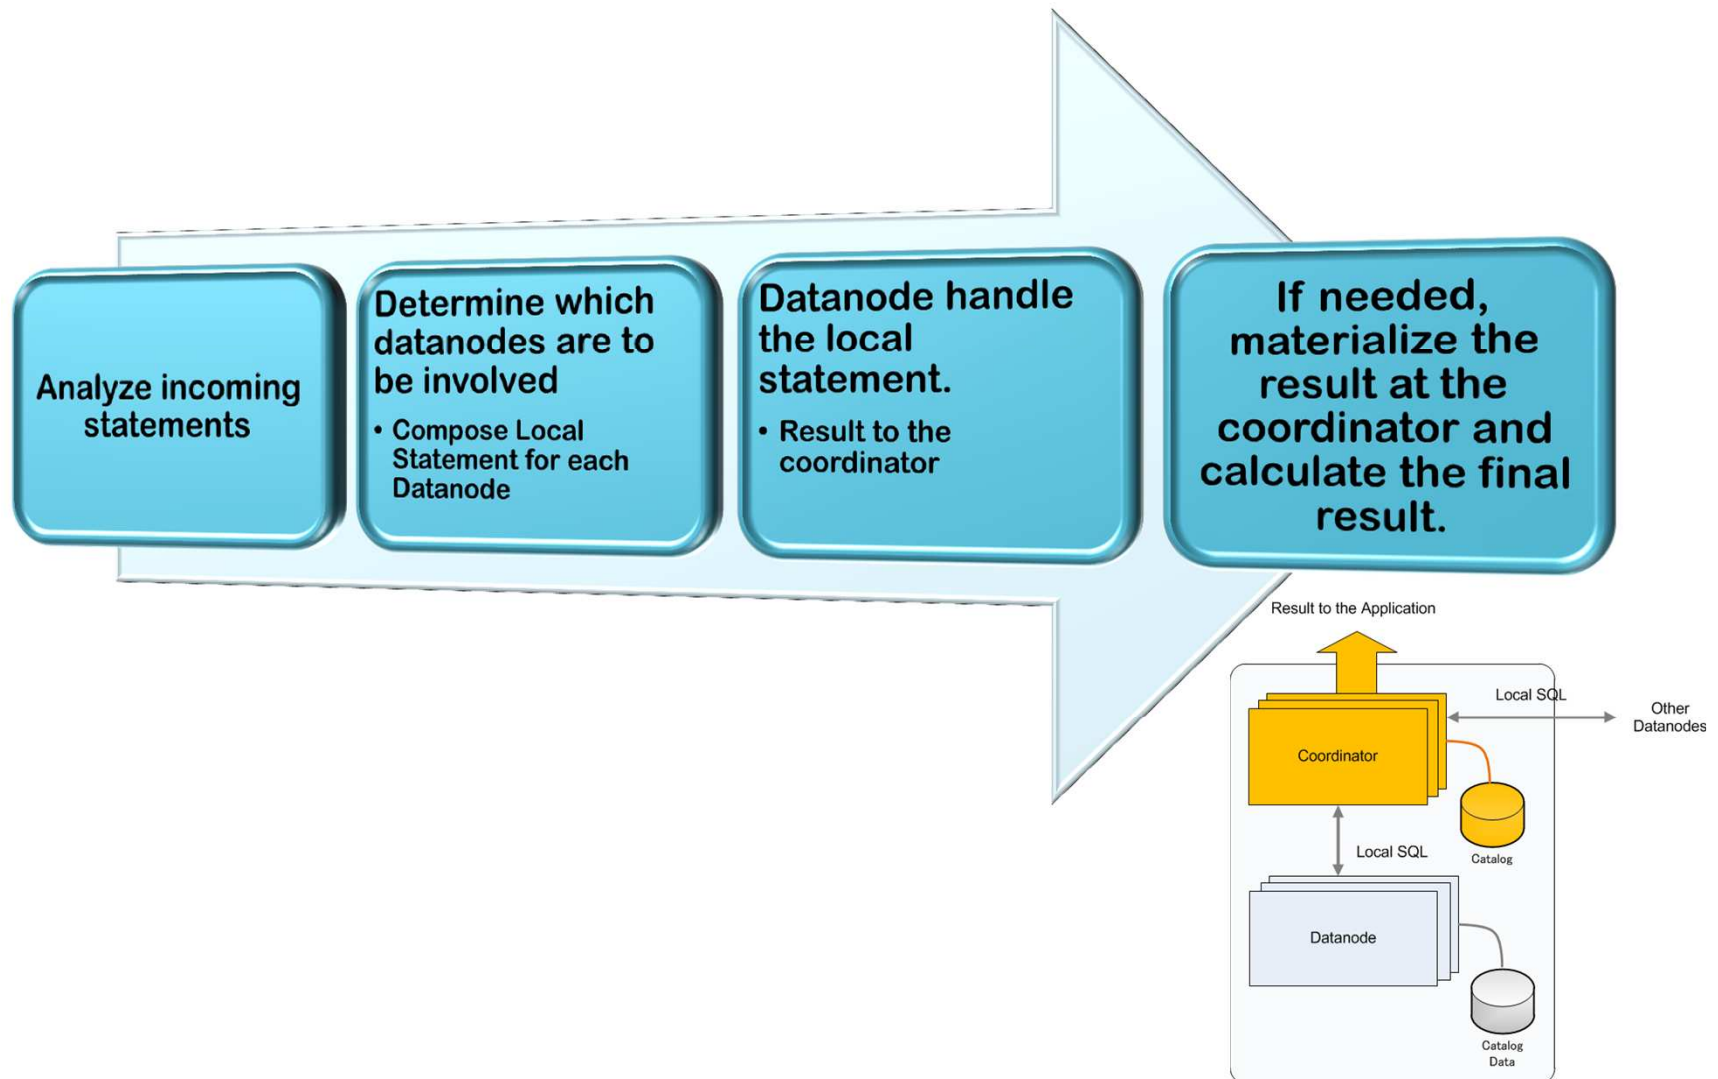 Analyze incoming
statements
Determine which
datanodes are to
be involved
• Compose Local
Statement for each
Datanode
Datanode handle
the local
statement.
• Result to the
coordinator
If needed,
materialize the
result at the
coordinator and
calculate the final
result.
Result to the Application
Local SQL
Other
Datanodes
Coordinator
Catalog
Local SQL
Datanode
Catalog
Data